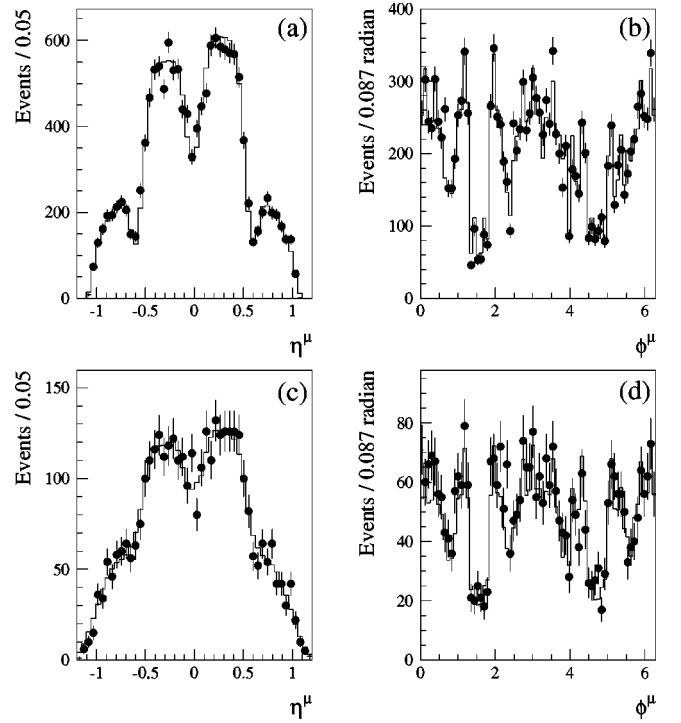 (a)
Events / 0.05
600
400
200
0
-1 -0.5 0 0.5 1
η^μ
(b)
Events / 0.087 radian
400
300
200
100
0
0 2 4 6
ϕ^μ
(c)
Events / 0.05
150
100
50
0
-1 -0.5 0 0.5 1
η^μ
(d)
Events / 0.087 radian
80
60
40
20
0
0 2 4 6
ϕ^μ